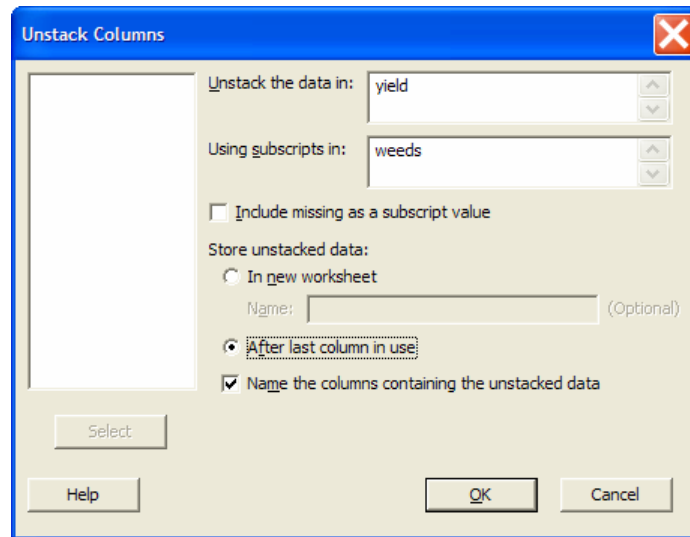 Unstack Columns
Unstack the data in: yield
Using subscripts in: weeds
Include missing as a subscript value
Store unstacked data:
In new worksheet
Name: (Optional)
After last column in use
Name the columns containing the unstacked data
Select
Help OK Cancel